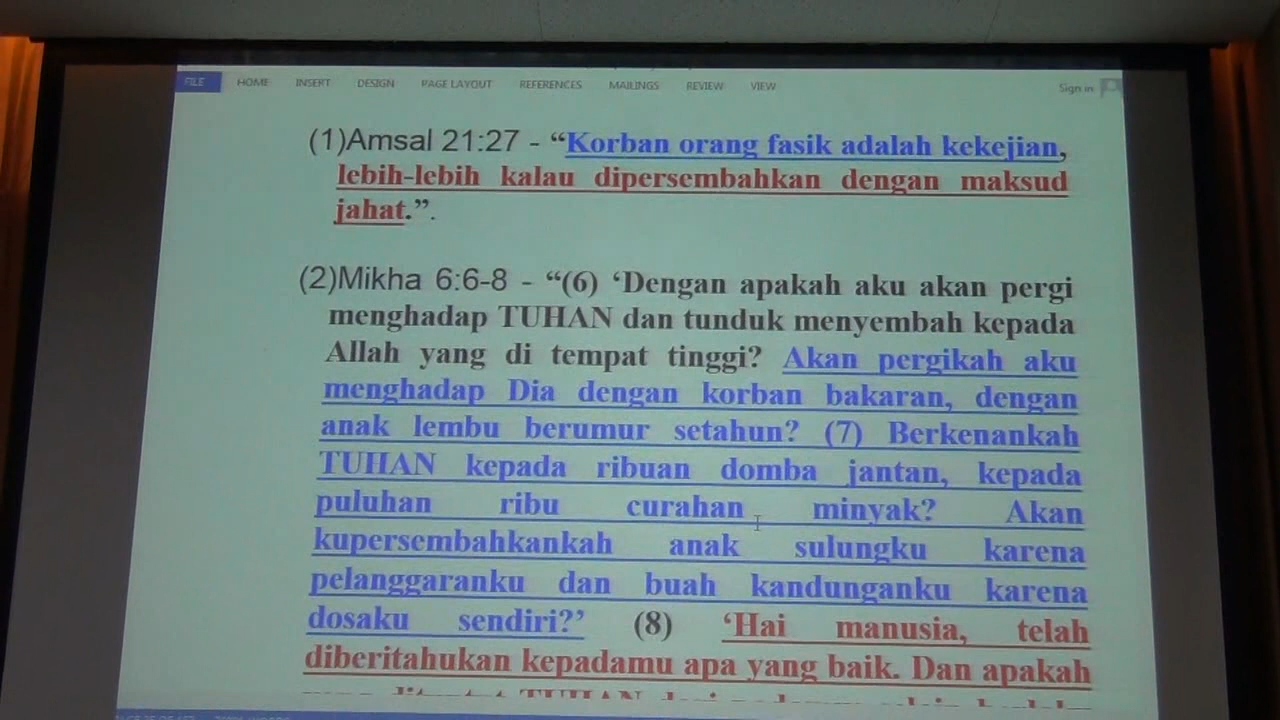 FILE HOME INSERT DESIGN PAGE LAYOUT REFERENCES MAILINGS REVIEW VIEW Sign in
(1)Amsal 21:27 - “Korban orang fasik adalah kekejian,
lebih-lebih kalau dipersembahkan dengan maksud
jahat.”.
(2)Mikha 6:6-8 - “(6) ‘Dengan apakah aku akan pergi
menghadap TUHAN dan tunduk menyembah kepada
Allah yang di tempat tinggi? Akan pergikah aku
menghadap Dia dengan korban bakaran, dengan
anak lembu berumur setahun? (7) Berkenankah
TUHAN kepada ribuan domba jantan, kepada
puluhan ribu curahan minyak? Akan
kupersembahkankah anak sulungku karena
pelanggaranku dan buah kandunganku karena
dosaku sendiri?’ (8) ‘Hai manusia, telah
diberitahukan kepadamu apa yang baik. Dan apakah